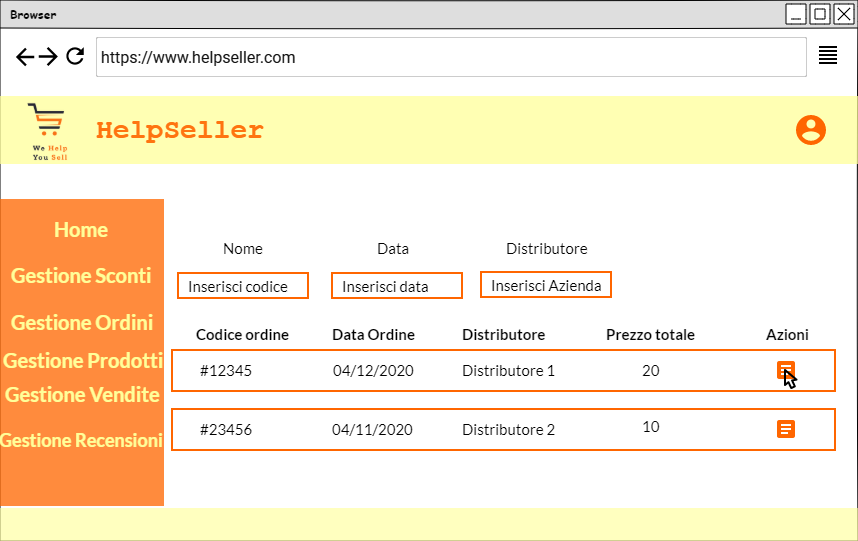 Browser
https://www.helpseller.com
We Help
You Sell
HelpSeller
Home
Gestione Sconti
Gestione Ordini
Gestione Prodotti
Gestione Vendite
Gestione Recensioni
Nome Data Distributore
Inserisci codice Inserisci data Inserisci Azienda
Codice ordine Data Ordine Distributore Prezzo totale Azioni
#12345 04/12/2020 Distributore 1 20
#23456 04/11/2020 Distributore 2 10